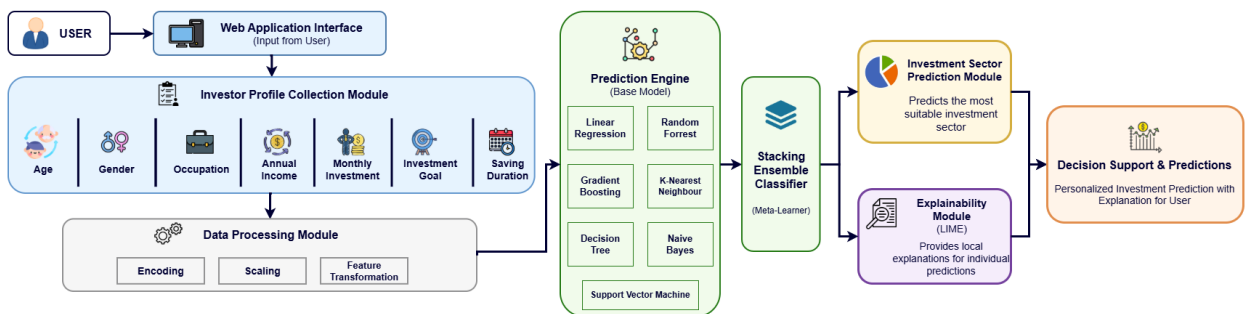 USER
Web Application Interface
(Input from User)
Investor Profile Collection Module
Age
Gender
Occupation
Annual
Income
Monthly
Investment
Investment
Goal
Saving
Duration
Data Processing Module
Encoding
Scaling
Feature
Transformation
Prediction Engine
(Base Model)
Linear
Regression
Random
Forrest
Gradient
Boosting
K-Nearest
Neighbour
Decision
Tree
Naive
Bayes
Support Vector Machine
Stacking
Ensemble
Classifier
(Meta-Learner)
Investment Sector
Prediction Module
Predicts the most
suitable investment
sector
Explainability
Module
(LIME)
Provides local
explanations for individual
predictions
Decision Support & Predictions
Personalized Investment Prediction with
Explanation for User